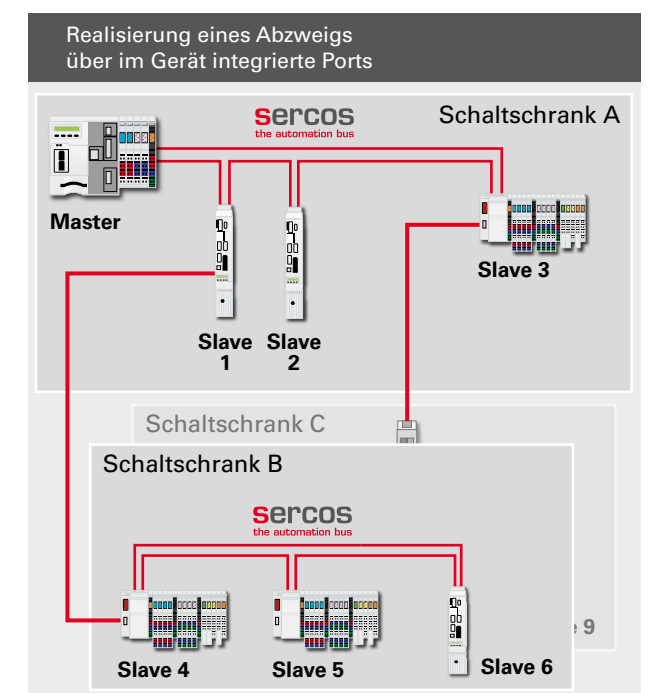 Realisierung eines Abzweigs
über im Gerät integrierte Ports
sercos
the automation bus
Schaltschrank A
Master
Slave 3
Slave
1
Slave
2
Schaltschrank C
Schaltschrank B
sercos
the automation bus
9
Slave 4
Slave 5
Slave 6